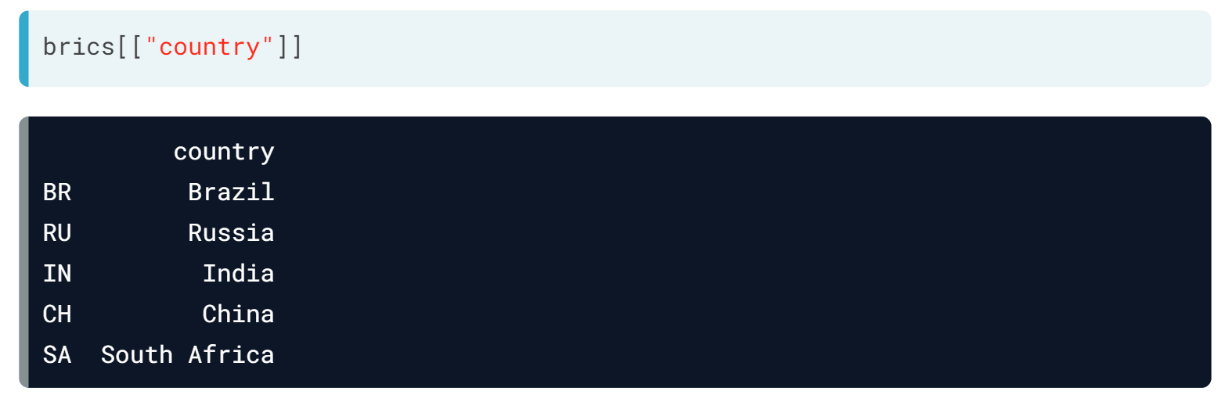 brics[["country"]]
         country
BR        Brazil
RU        Russia
IN         India
CH         China
SA  South Africa